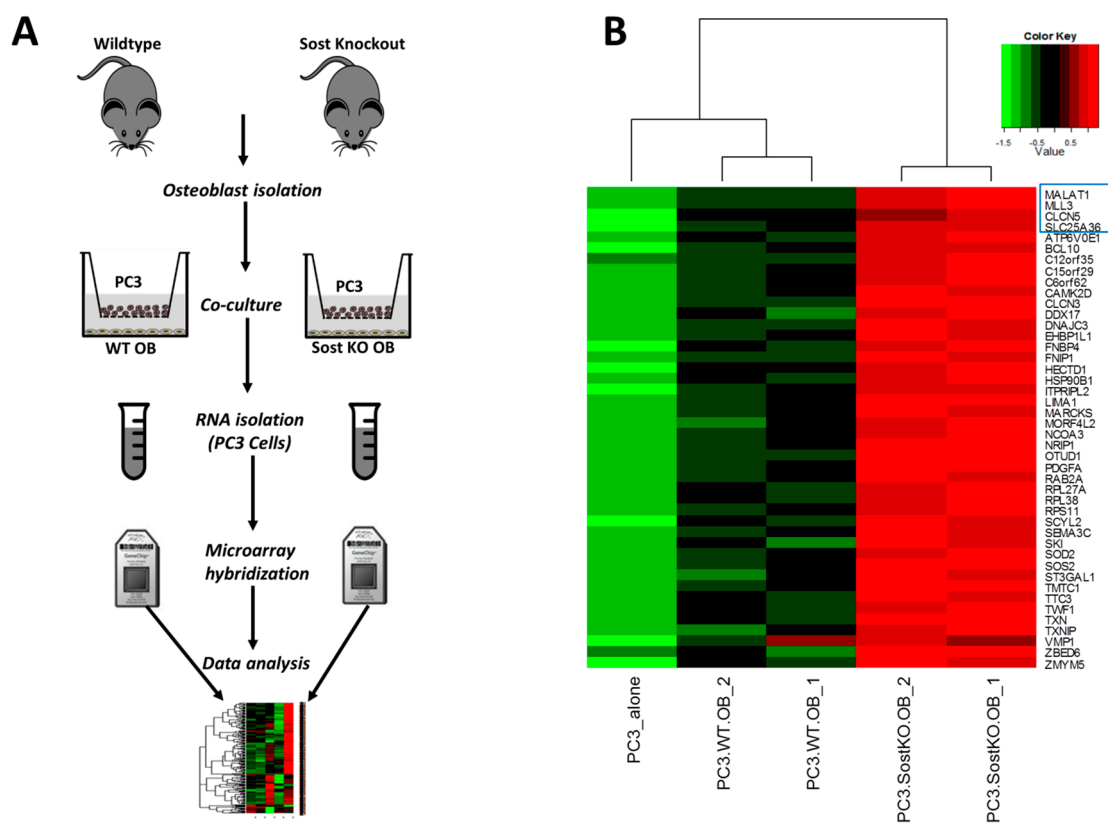 A
Wildtype
Sost Knockout
Osteoblast isolation
PC3
PC3
Co-culture
WT OB
Sost KO OB
RNA isolation
(PC3 Cells)
GeneChip
GeneChip
Microarray
hybridization
Data analysis
B
Color Key
-1.5
-0.5
0.5
Value
MALAT1
MLL3
CLCN5
SLC25A36
ATP6V0E1
BCL10
C12orf35
C15orf29
C6orf62
CAMK2D
CLCN3
DDX17
DNAJC3
EHBP1L1
FNBP4
FNIP1
HECTD1
HSP90B1
ITPRIPL2
LIMA1
MARCKS
MORF4L2
NCOA3
NRIP1
OTUD1
PDGFA
RAB2A
RPL27A
RPL38
RPS11
SCYL2
SEMA3C
SKI
SOD2
SOS2
ST3GAL1
TMTC1
TTC3
TWF1
TXN
TXNIP
VMP1
ZBED6
ZMYM5
PC3_alone
PC3.WT.OB_2
PC3.WT.OB_1
PC3.SostKO.OB_2
PC3.SostKO.OB_1